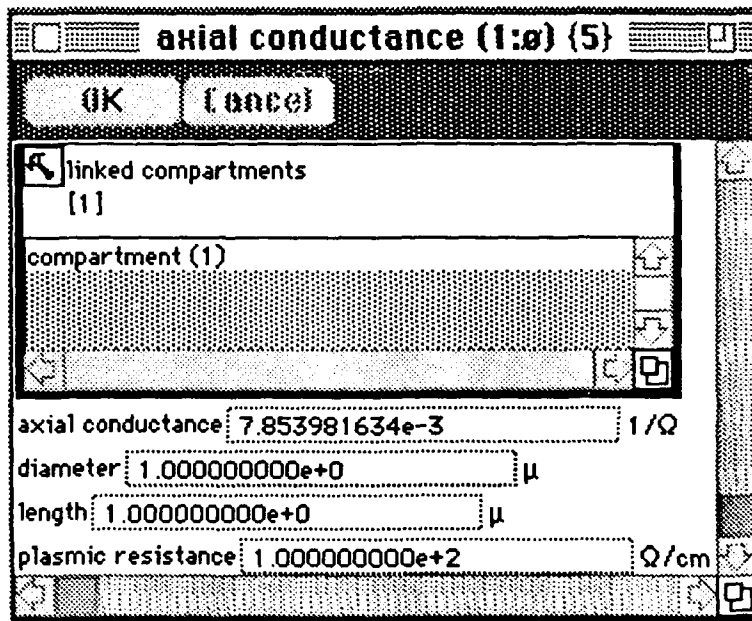 axial conductance (1:ø) {5}
OK Cancel
linked compartments
[1]
compartment (1)
axial conductance 7.853981634e-3 1/Ω
diameter 1.000000000e+0 μ
length 1.000000000e+0 μ
plasmic resistance 1.000000000e+2 Ω/cm